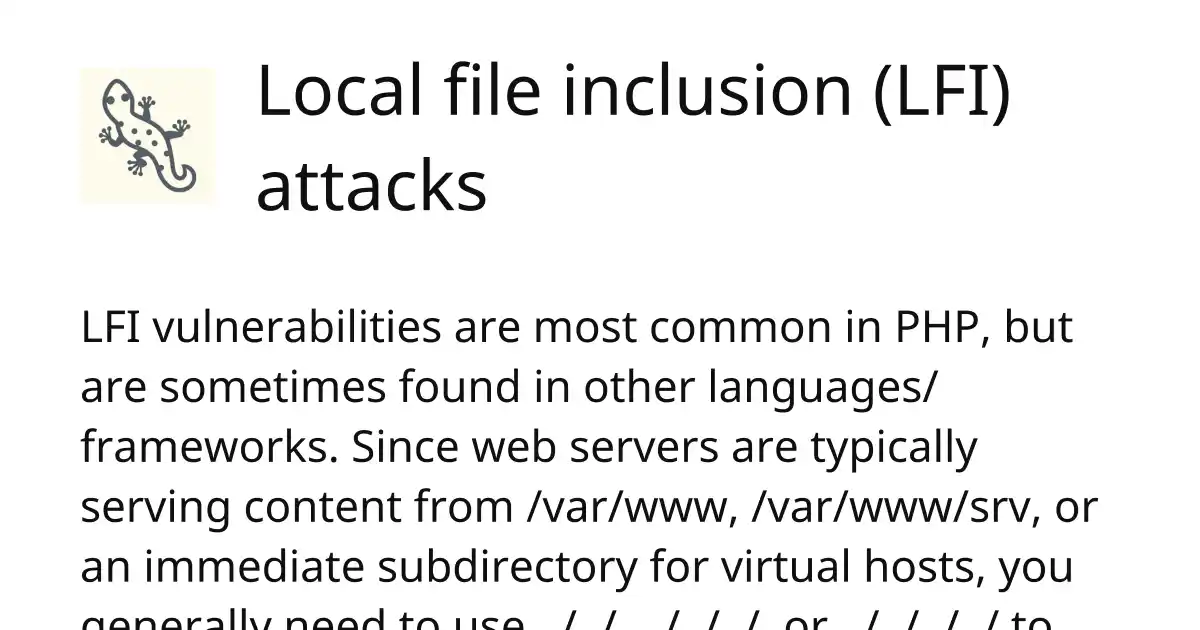 Local file inclusion (LFI)
attacks
LFI vulnerabilities are most common in PHP, but
are sometimes found in other languages/
frameworks. Since web servers are typically
serving content from /var/www, /var/www/srv, or
an immediate subdirectory for virtual hosts, you
generally need to use or to